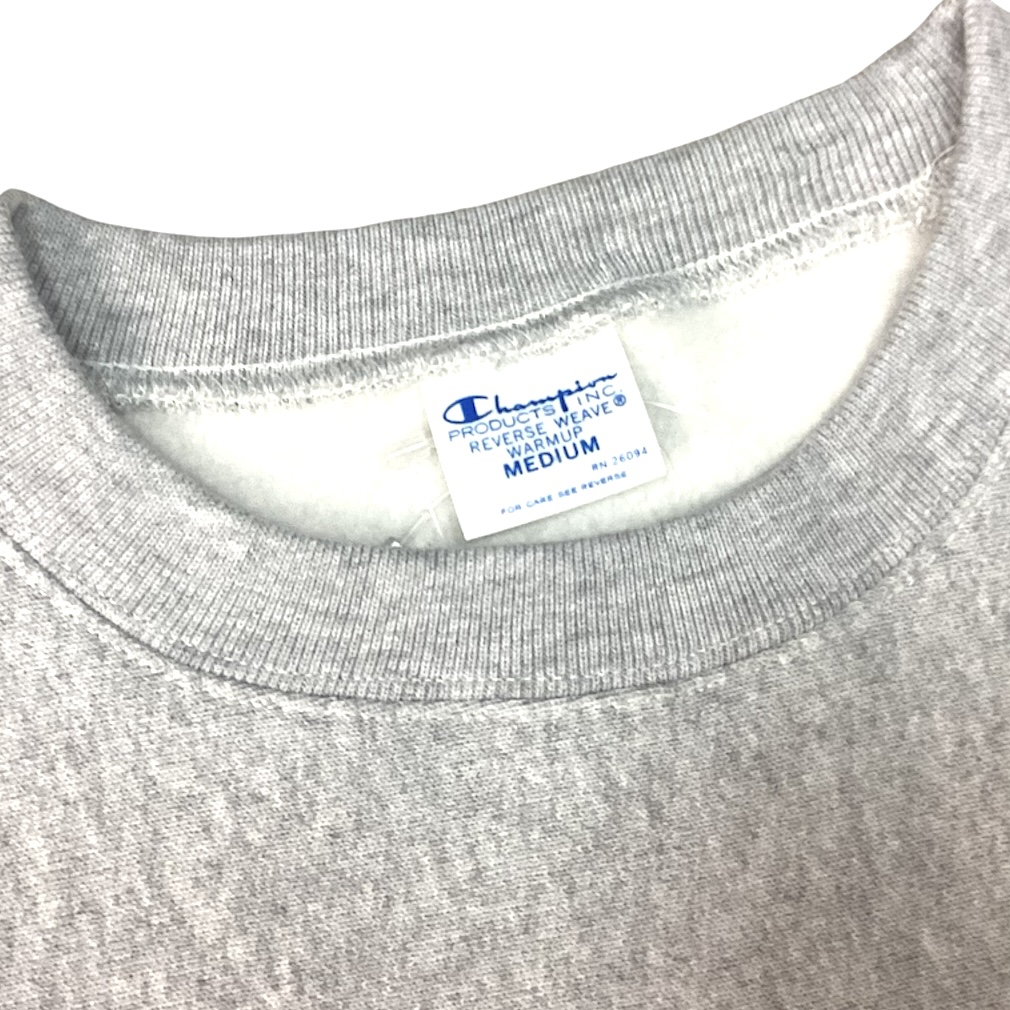 Champion
PRODUCTS INC.
REVERSE WEAVE®
WARMUP
MEDIUM
RN 26094
FOR CARE SEE REVERSE